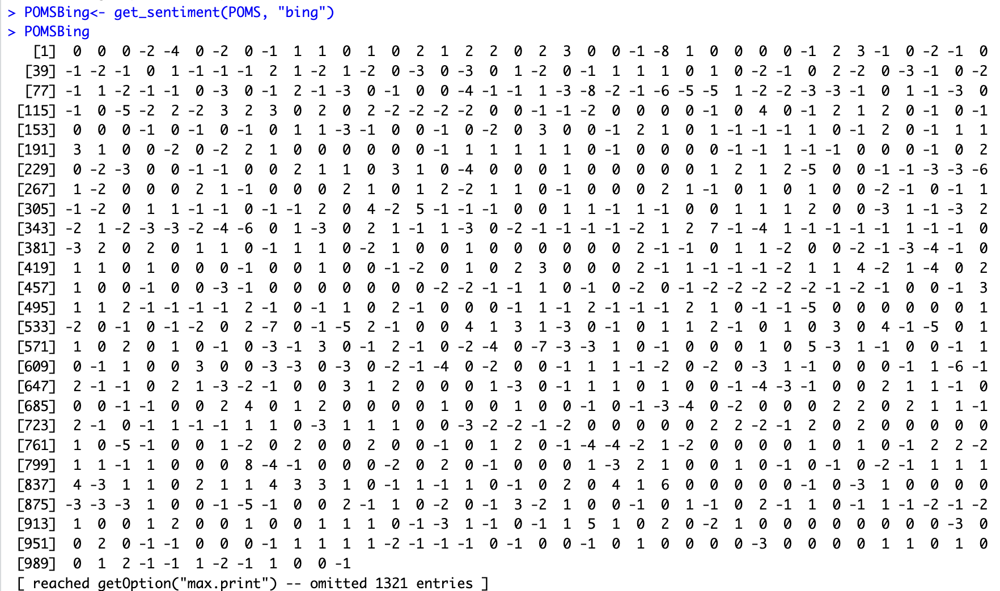 > POMSBing<- get_sentiment(POMS, "bing")
> POMSBing
[1] 0 0 0 -2 -4 0 -2 0 -1 1 1 0 1 0 2 1 2 2 0 2 3 0 0 -1 -8 1 0 0 0 0 -1 2 3 -1 0 -2 -1 0
[39] -1 -2 -1 0 1 -1 -1 -1 2 1 -2 1 -2 0 -3 0 -3 0 1 -2 0 -1 1 1 1 0 1 0 -2 -1 0 2 -2 0 -3 -1 0 -2
[77] -1 1 -2 -1 -1 0 -3 0 -1 2 -1 -3 0 -1 0 0 -4 -1 -1 1 -3 -8 -2 -1 -6 -5 -5 1 -2 -2 -3 -3 -1 0 1 -1 -3 0
[115] -1 0 -5 -2 2 -2 3 2 3 0 2 0 2 -2 -2 -2 -2 0 0 -1 -1 -2 0 0 0 0 -1 0 4 0 -1 2 1 2 0 -1 0 -1
[153] 0 0 0 -1 0 -1 0 -1 0 1 1 -3 -1 0 0 -1 0 -2 0 3 0 0 -1 2 1 0 1 -1 -1 -1 1 0 -1 2 0 -1 1 1
[191] 3 1 0 0 -2 0 -2 2 1 0 0 0 0 0 0 -1 1 1 1 1 1 0 -1 0 0 0 0 -1 -1 1 -1 -1 0 0 0 -1 0 2
[229] 0 -2 -3 0 0 -1 -1 0 0 2 1 1 0 3 1 0 -4 0 0 0 1 0 0 0 0 0 1 2 1 2 -5 0 0 -1 -1 -3 -3 -6
[267] 1 -2 0 0 0 2 1 -1 0 0 0 2 1 0 1 2 -2 1 1 0 -1 0 0 0 2 1 -1 0 1 0 1 0 0 -2 -1 0 -1 1
[305] -1 -2 0 1 1 -1 -1 0 -1 -1 2 0 4 -2 5 -1 -1 -1 0 0 1 1 -1 1 -1 0 0 1 1 1 2 0 0 -3 1 -1 -3 2
[343] -2 1 -2 -3 -3 -2 -4 -6 0 1 -3 0 2 1 -1 1 -3 0 -2 -1 -1 -1 -1 -2 1 2 7 -1 -4 1 -1 -1 -1 -1 1 -1 -1 0
[381] -3 2 0 2 0 1 1 0 -1 1 1 0 -2 1 0 0 1 0 0 0 0 0 0 2 -1 -1 0 1 1 -2 0 0 -2 -1 -3 -4 -1 0
[419] 1 1 0 1 0 0 0 -1 0 0 1 0 0 -1 -2 0 1 0 2 3 0 0 0 2 -1 1 -1 -1 -1 -2 1 1 4 -2 1 -4 0 2
[457] 1 0 0 -1 0 0 -3 -1 0 0 0 0 0 0 0 -2 -2 -1 -1 1 0 -1 0 -2 0 -1 -2 -2 -2 -2 -2 -1 -2 -1 0 0 -1 3
[495] 1 1 2 -1 -1 -1 -1 2 -1 0 -1 1 0 2 -1 0 0 0 -1 1 -1 2 -1 -1 -1 2 1 0 -1 -1 -5 0 0 0 0 0 0 1
[533] -2 0 -1 0 -1 -2 0 2 -7 0 -1 -5 2 -1 0 0 4 1 3 1 -3 0 -1 0 1 1 2 -1 0 1 0 3 0 4 -1 -5 0 1
[571] 1 0 2 0 1 0 -1 0 -3 -1 3 0 -1 2 -1 0 -2 -4 0 -7 -3 -3 1 0 -1 0 0 0 1 0 5 -3 1 -1 0 0 -1 1
[609] 0 -1 1 0 0 3 0 0 -3 -3 0 -3 0 -2 -1 -4 0 -2 0 0 -1 1 1 -1 -2 0 -2 0 -3 1 -1 0 0 0 -1 1 -6 -1
[647] 2 -1 -1 0 2 1 -3 -2 -1 0 0 3 1 2 0 0 0 1 -3 0 -1 1 1 0 1 0 0 -1 -4 -3 -1 0 0 2 1 1 -1 0
[685] 0 0 -1 -1 0 0 2 4 0 1 2 0 0 0 0 1 0 0 1 0 0 -1 0 -1 -3 -4 0 -2 0 0 0 2 2 0 2 1 1 -1
[723] 2 -1 0 -1 1 -1 -1 1 1 0 -3 1 1 1 0 0 -3 -2 -2 -1 -2 0 0 0 0 0 2 2 -2 -1 2 0 2 0 0 0 0 0
[761] 1 0 -5 -1 0 0 1 -2 0 2 0 0 2 0 0 -1 0 1 2 0 -1 -4 -4 -2 1 -2 0 0 0 0 1 0 1 0 -1 2 2 -2
[799] 1 1 -1 1 0 0 0 8 -4 -1 0 0 0 -2 0 2 0 -1 0 0 0 1 -3 2 1 0 0 1 0 -1 0 -1 0 -2 -1 1 1 1
[837] 4 -3 1 1 0 2 1 1 4 3 3 1 0 -1 1 -1 1 0 -1 0 2 0 4 1 6 0 0 0 0 0 -1 0 -3 1 0 0 0 0
[875] -3 -3 -3 1 0 0 -1 -5 -1 0 0 2 -1 1 0 -2 0 -1 3 -2 1 0 0 -1 0 1 -1 0 2 -1 1 0 -1 1 -1 -2 -1 -2
[913] 1 0 0 1 2 0 0 1 0 0 1 1 1 0 -1 -3 1 -1 0 -1 1 5 1 0 2 0 -2 1 0 0 0 0 0 0 0 0 -3 0
[951] 0 2 0 -1 -1 0 0 0 -1 1 1 1 1 -2 -1 -1 -1 0 -1 0 0 -1 0 1 0 0 0 0 -3 0 0 0 0 1 1 0 1 0
[989] 0 1 2 -1 -1 1 -2 -1 1 0 0 -1
[ reached getOption("max.print") -- omitted 1321 entries ]